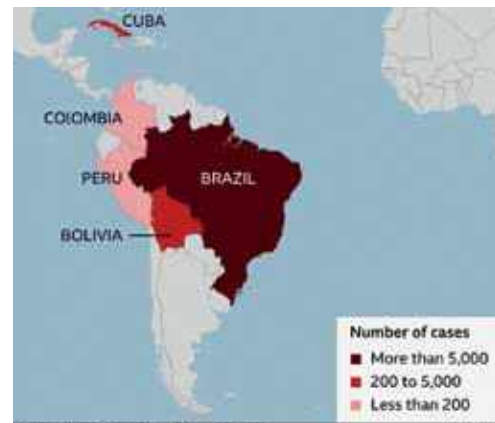 CUBA
COLOMBIA
PERU
BRAZIL
BOLIVIA
Number of cases
More than 5,000
200 to 5,000
Less than 200